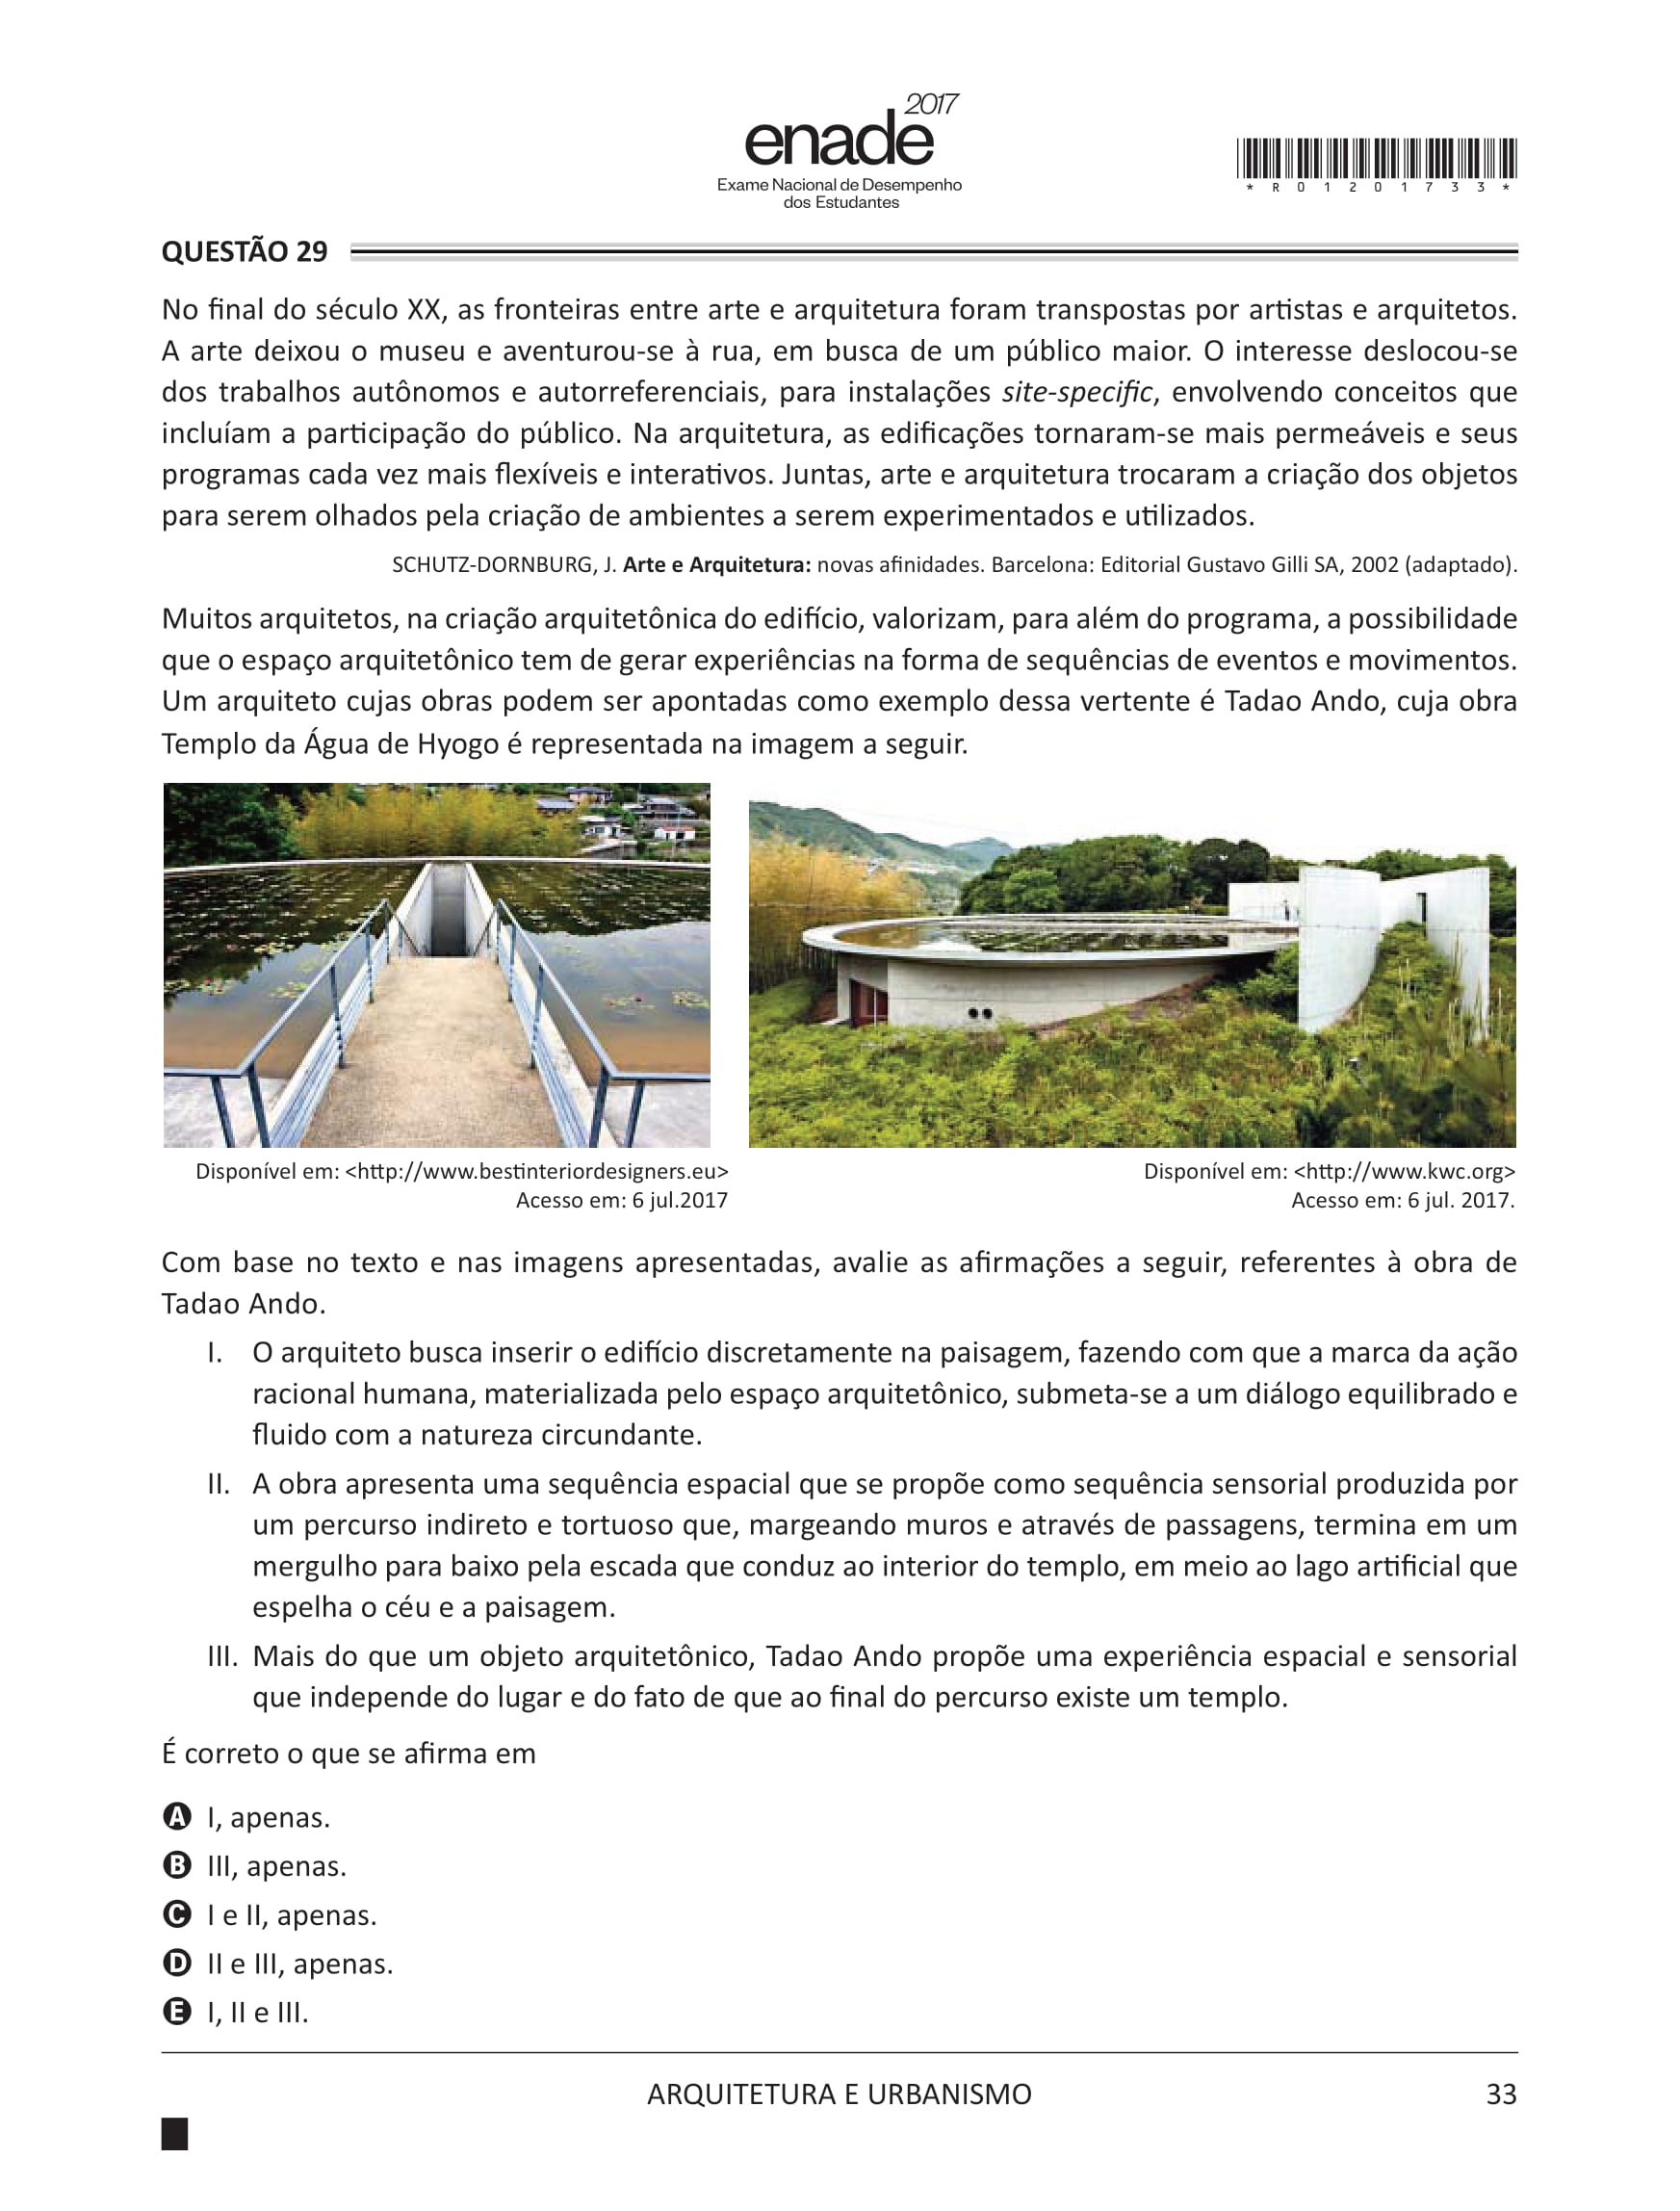 2017
enade
Exame Nacional de Desempenho
dos Estudantes
*R01201733*
QUESTÃO 29
No final do século XX, as fronteiras entre arte e arquitetura foram transpostas por artistas e arquitetos.
A arte deixou o museu e aventurou-se à rua, em busca de um público maior. O interesse deslocou-se
dos trabalhos autônomos e autorreferenciais, para instalações site-specific, envolvendo conceitos que
incluíam a participação do público. Na arquitetura, as edificações tornaram-se mais permeáveis e seus
programas cada vez mais flexíveis e interativos. Juntas, arte e arquitetura trocaram a criação dos objetos
para serem olhados pela criação de ambientes a serem experimentados e utilizados.
SCHUTZ-DORNBURG, J. Arte e Arquitetura: novas afinidades. Barcelona: Editorial Gustavo Gilli SA, 2002 (adaptado).
Muitos arquitetos, na criação arquitetônica do edifício, valorizam, para além do programa, a possibilidade
que o espaço arquitetônico tem de gerar experiências na forma de sequências de eventos e movimentos.
Um arquiteto cujas obras podem ser apontadas como exemplo dessa vertente é Tadao Ando, cuja obra
Templo da Água de Hyogo é representada na imagem a seguir.
Disponível em: <http://www.bestinteriordesigners.eu>
Acesso em: 6 jul.2017
Disponível em: <http://www.kwc.org>
Acesso em: 6 jul. 2017.
Com base no texto e nas imagens apresentadas, avalie as afirmações a seguir, referentes à obra de
Tadao Ando.
I. O arquiteto busca inserir o edifício discretamente na paisagem, fazendo com que a marca da ação
racional humana, materializada pelo espaço arquitetônico, submeta-se a um diálogo equilibrado e
fluido com a natureza circundante.
II. A obra apresenta uma sequência espacial que se propõe como sequência sensorial produzida por
um percurso indireto e tortuoso que, margeando muros e através de passagens, termina em um
mergulho para baixo pela escada que conduz ao interior do templo, em meio ao lago artificial que
espelha o céu e a paisagem.
III. Mais do que um objeto arquitetônico, Tadao Ando propõe uma experiência espacial e sensorial
que independe do lugar e do fato de que ao final do percurso existe um templo.
É correto o que se afirma em
A I, apenas.
B III, apenas.
C I e II, apenas.
D II e III, apenas.
E I, II e III.
ARQUITETURA E URBANISMO
33